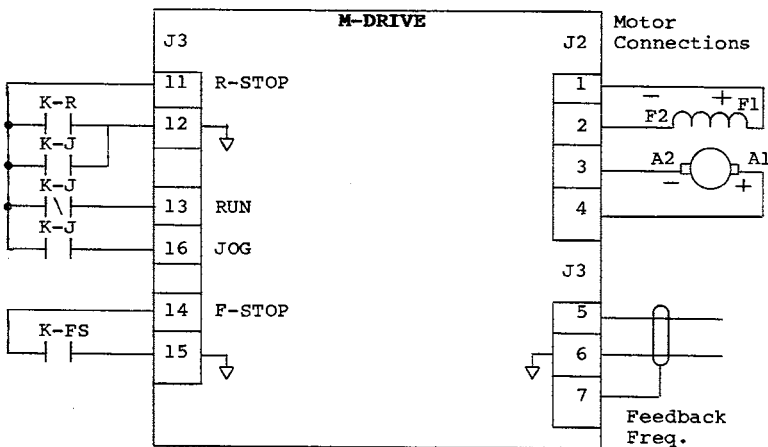 M-DRIVE
J3
11 R-STOP
K-R
12
K-J
K-J
13 RUN
K-J
16 JOG
14 F-STOP
K-FS
15
J2
Motor
Connections
1
- +
F2 F1
2
A2 A1
3
- +
4
J3
5
6
7
Feedback
Freq.